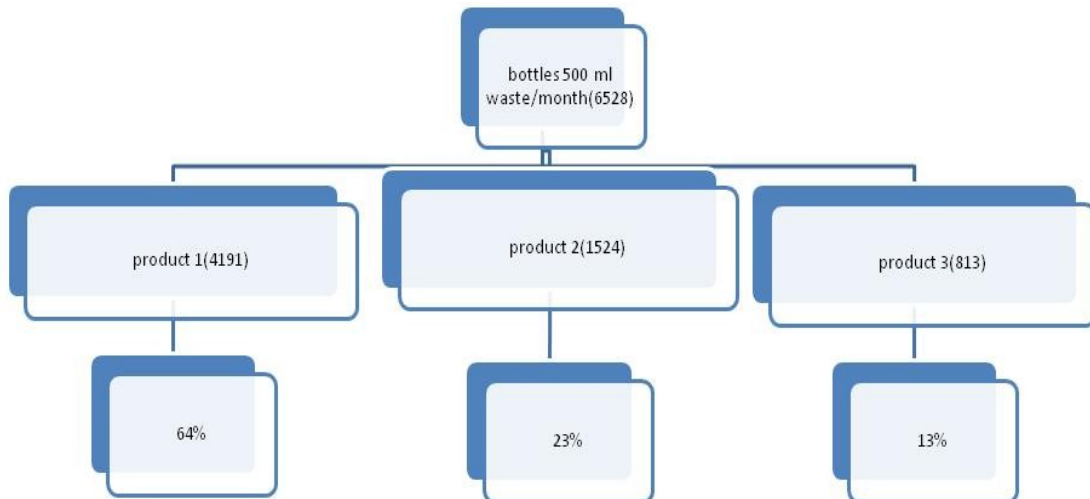 bottles 500 ml
waste/month(6528)
product 1(4191)
product 2(1524)
product 3(813)
64%
23%
13%